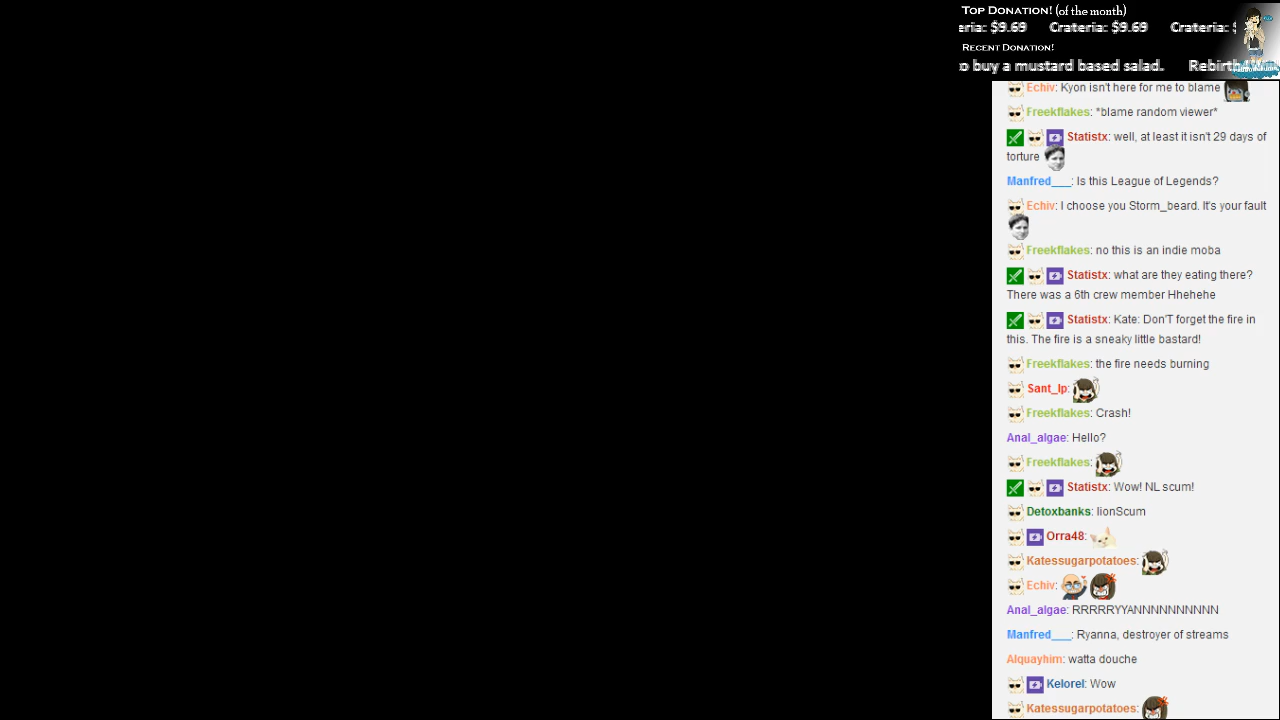 Top Donation! (of the month)
eria: $9.69 Crateria: $9.69 Crateria: $
Recent Donation!
o buy a mustard based salad. Rebirth
Echiv: Kyon isn't here for me to blame
Freekflakes: *blame random viewer*
Statistx: well, at least it isn't 29 days of
torture
Manfred___: Is this League of Legends?
Echiv: I choose you Storm_beard. It's your fault
Freekflakes: no this is an indie moba
Statistx: what are they eating there?
There was a 6th crew member Hhehehe
Statistx: Kate: Don'T forget the fire in
this. The fire is a sneaky little bastard!
Freekflakes: the fire needs burning
Sant_lp:
Freekflakes: Crash!
Anal_algae: Hello?
Freekflakes:
Statistx: Wow! NL scum!
Detoxbanks: lionScum
Orra48:
Katessugarpotatoes:
Echiv:
Anal_algae: RRRRRYYANNNNNNNNNN
Manfred___: Ryanna, destroyer of streams
Alquayhim: watta douche
Kelorel: Wow
Katessugarpotatoes: